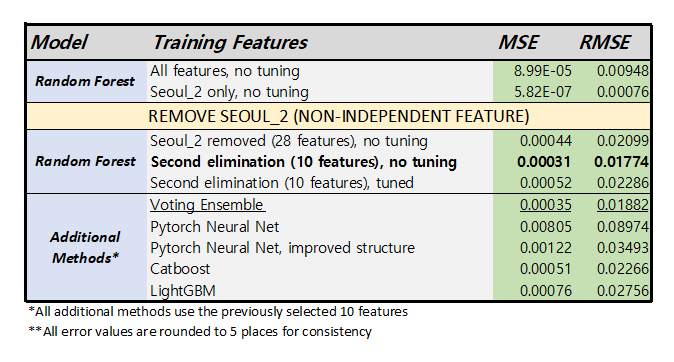 Model Training Features MSE RMSE
Random Forest
All features, no tuning 8.99E-05 0.00948
Seoul_2 only, no tuning 5.82E-07 0.00076
REMOVE SEOUL_2 (NON-INDEPENDENT FEATURE)
Random Forest
Seoul_2 removed (28 features), no tuning 0.00044 0.02099
Second elimination (10 features), no tuning 0.00031 0.01774
Second elimination (10 features), tuned 0.00052 0.02286
Additional
Methods*
Voting Ensemble 0.00035 0.01882
Pytorch Neural Net 0.00805 0.08974
Pytorch Neural Net, improved structure 0.00122 0.03493
Catboost 0.00051 0.02266
LightGBM 0.00076 0.02756
*All additional methods use the previously selected 10 features
**All error values are rounded to 5 places for consistency